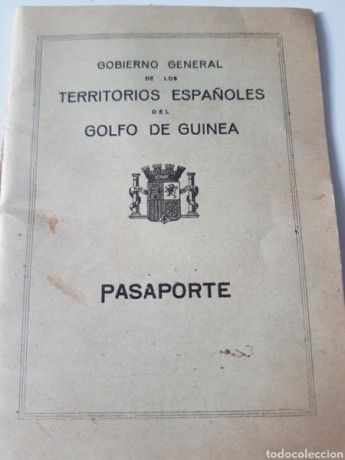 GOBIERNO GENERAL
DE LOS
TERRITORIOS ESPAÑOLES
DEL
GOLFO DE GUINEA
PASAPORTE
todocoleccion